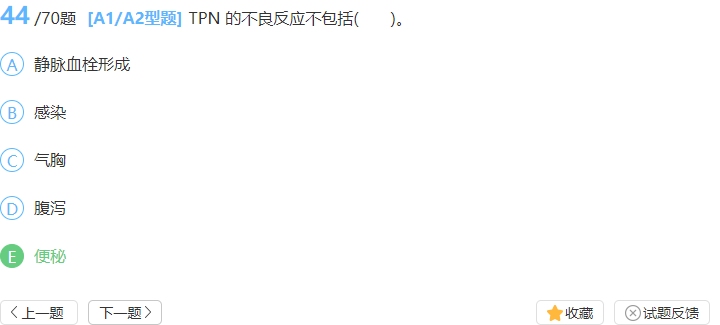 44 /70题 [A1/A2型题] TPN 的不良反应不包括(  )。
A 静脉血栓形成
B 感染
C 气胸
D 腹泻
E 便秘
上一题 下一题 收藏 试题反馈